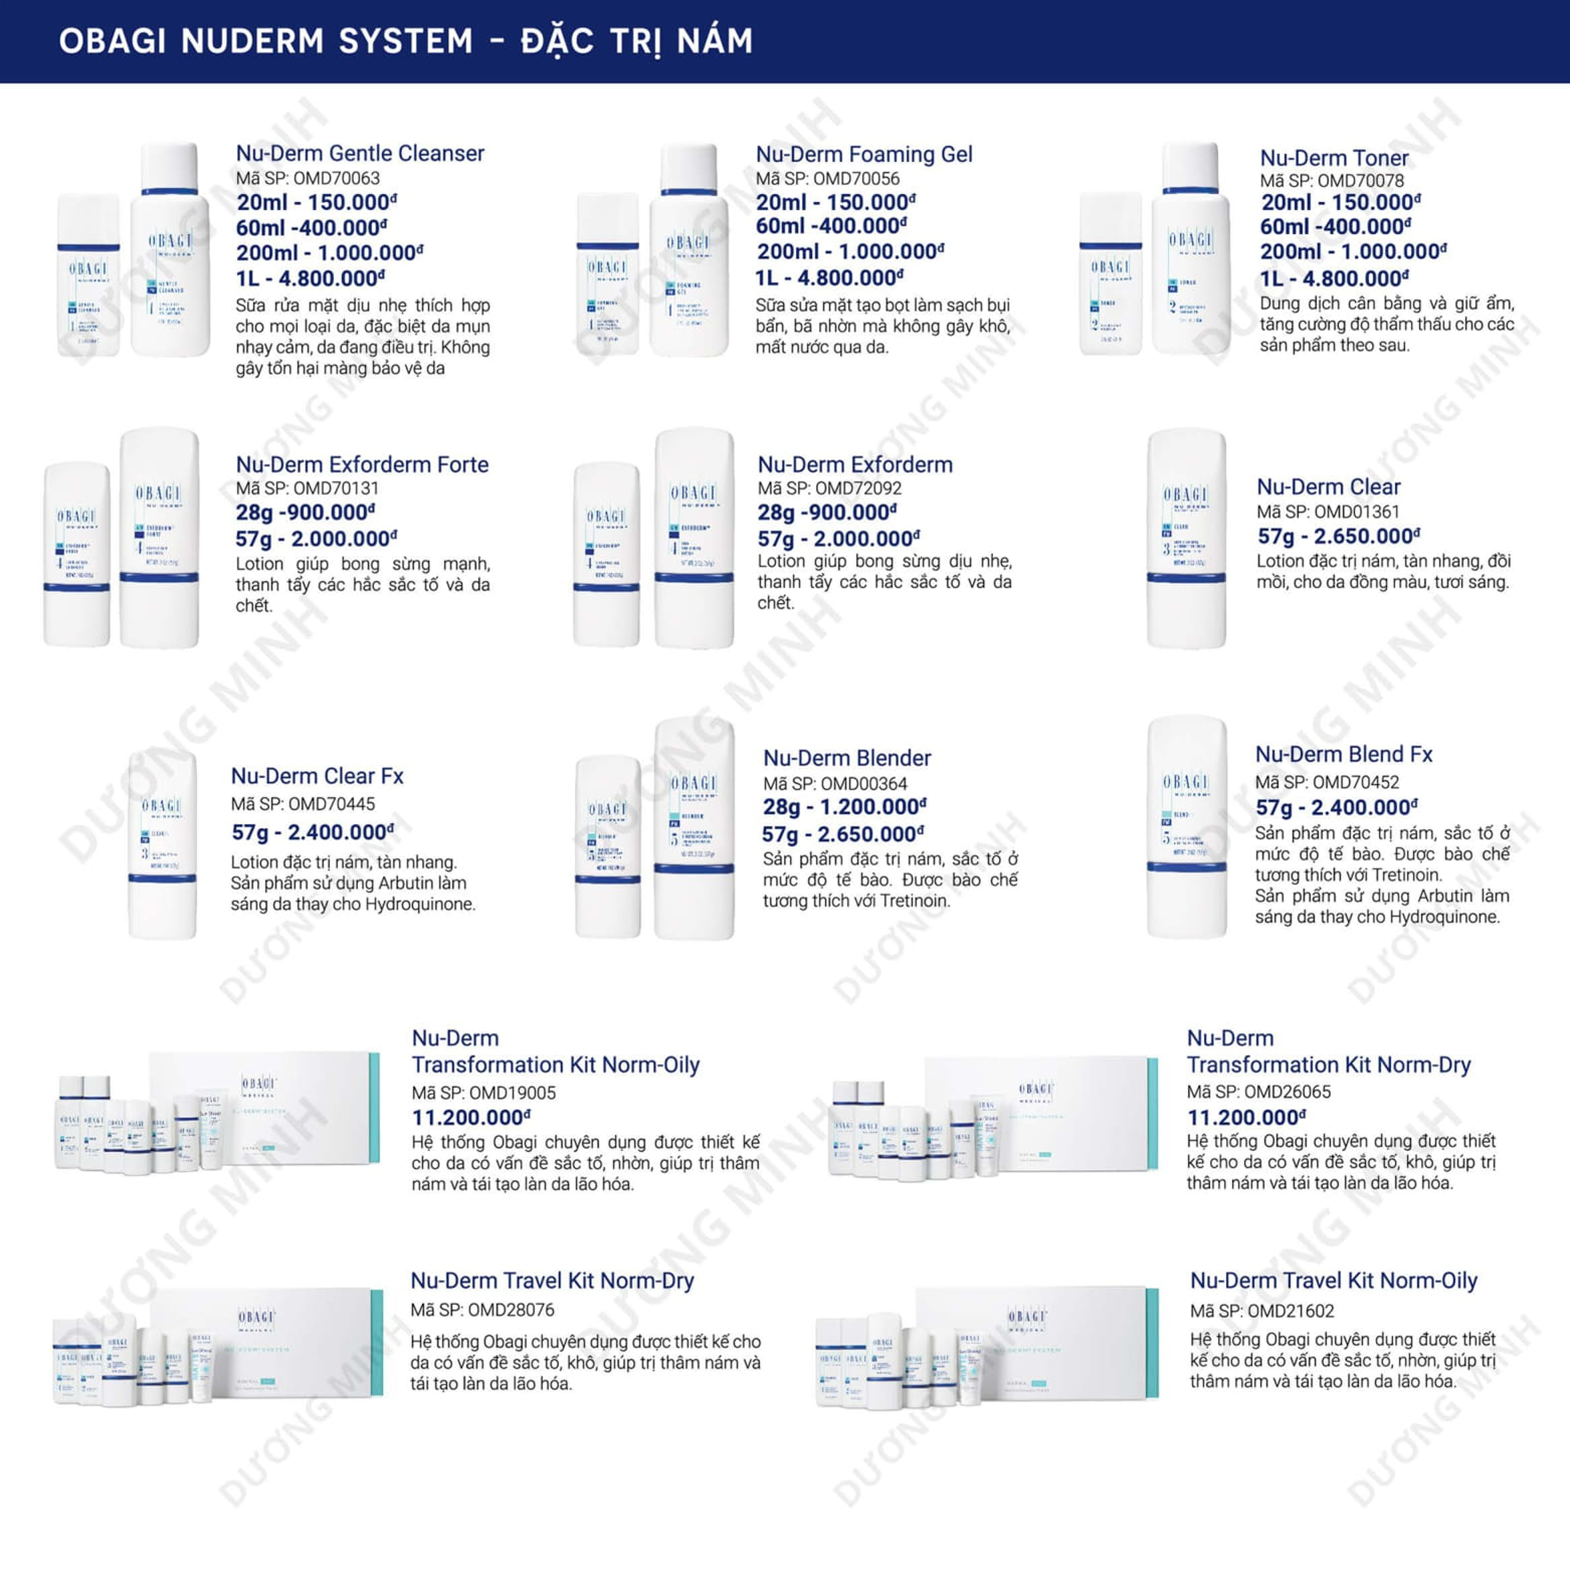 OBAGI NUDERM SYSTEM - ĐẶC TRỊ NÁM
Nu-Derm Gentle Cleanser
Mã SP: OMD70063
20ml - 150.000đ
60ml -400.000đ
200ml - 1.000.000đ
1L - 4.800.000đ
Sữa rửa mặt dịu nhẹ thích hợp
cho mọi loại da, đặc biệt da mụn
nhạy cảm, da đang điều trị. Không
gây tổn hại màng bảo vệ da
Nu-Derm Foaming Gel
Mã SP: OMD70056
20ml - 150.000đ
60ml -400.000đ
200ml - 1.000.000đ
1L - 4.800.000đ
Sữa sửa mặt tạo bọt làm sạch bụi
bẩn, bã nhờn mà không gây khô,
mất nước qua da.
Nu-Derm Toner
Mã SP: OMD70078
20ml - 150.000đ
60ml -400.000đ
200ml - 1.000.000đ
1L - 4.800.000đ
Dung dịch cân bằng và giữ ẩm,
tăng cường độ thẩm thấu cho các
sản phẩm theo sau.
Nu-Derm Exforderm Forte
Mã SP: OMD70131
28g -900.000đ
57g - 2.000.000đ
Lotion giúp bong sừng mạnh,
thanh tẩy các hắc sắc tố và da
chết.
Nu-Derm Exforderm
Mã SP: OMD72092
28g -900.000đ
57g - 2.000.000đ
Lotion giúp bong sừng dịu nhẹ,
thanh tẩy các hắc sắc tố và da
chết.
Nu-Derm Clear
Mã SP: OMD01361
57g - 2.650.000đ
Lotion đặc trị nám, tàn nhang, đồi
mồi, cho da đồng màu, tươi sáng.
Nu-Derm Clear Fx
Mã SP: OMD70445
57g - 2.400.000đ
Lotion đặc trị nám, tàn nhang.
Sản phẩm sử dụng Arbutin làm
sáng da thay cho Hydroquinone.
Nu-Derm Blender
Mã SP: OMD00364
28g - 1.200.000đ
57g - 2.650.000đ
Sản phẩm đặc trị nám, sắc tố ở
mức độ tế bào. Được bào chế
tương thích với Tretinoin.
Nu-Derm Blend Fx
Mã SP: OMD70452
57g - 2.400.000đ
Sản phẩm đặc trị nám, sắc tố ở
mức độ tế bào. Được bào chế
tương thích với Tretinoin.
Sản phẩm sử dụng Arbutin làm
sáng da thay cho Hydroquinone.
Nu-Derm
Transformation Kit Norm-Oily
Mã SP: OMD19005
11.200.000đ
Hệ thống Obagi chuyên dụng được thiết kế
cho da có vấn đề sắc tố, nhờn, giúp trị thâm
nám và tái tạo làn da lão hóa.
Nu-Derm
Transformation Kit Norm-Dry
Mã SP: OMD26065
11.200.000đ
Hệ thống Obagi chuyên dụng được thiết
kế cho da có vấn đề sắc tố, khô, giúp trị
thâm nám và tái tạo làn da lão hóa.
Nu-Derm Travel Kit Norm-Dry
Mã SP: OMD28076
Hệ thống Obagi chuyên dụng được thiết kế cho
da có vấn đề sắc tố, khô, giúp trị thâm nám và
tái tạo làn da lão hóa.
Nu-Derm Travel Kit Norm-Oily
Mã SP: OMD21602
Hệ thống Obagi chuyên dụng được thiết
kế cho da có vấn đề sắc tố, nhờn, giúp trị
thâm nám và tái tạo làn da lão hóa.
OBAGI
DƯƠNG MINH